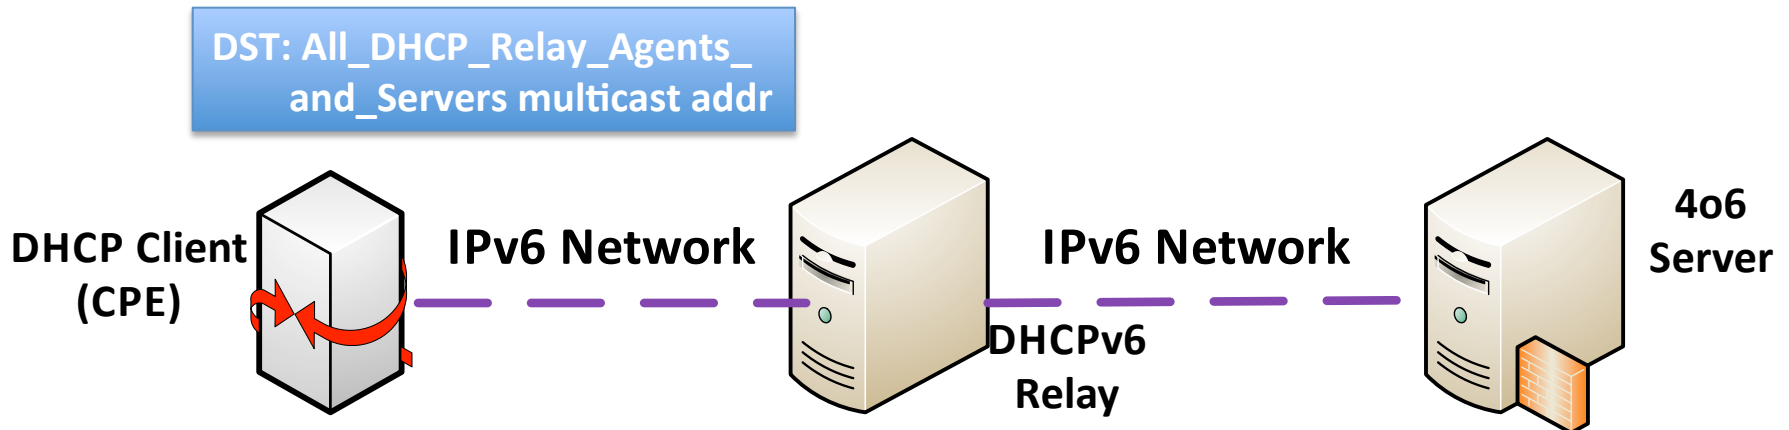 DST: All_DHCP_Relay_Agents_
and_Servers multicast addr
DHCP Client
(CPE)
IPv6 Network
IPv6 Network
4o6
Server
DHCPv6
Relay